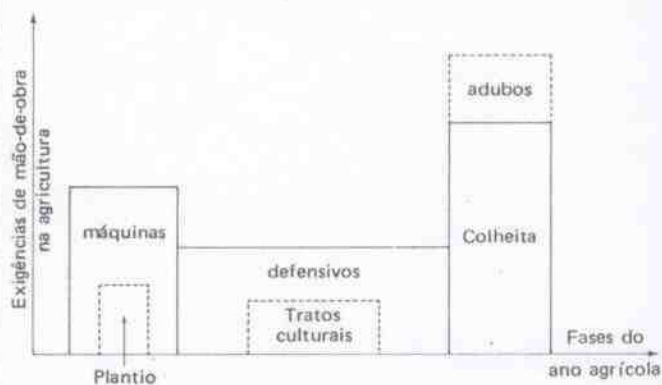 Exigências de mão-de-obra
na agricultura
adubos
máquinas
Colheita
defensivos
Tratos
culturais
Plantio
Fases do
ano agrícola